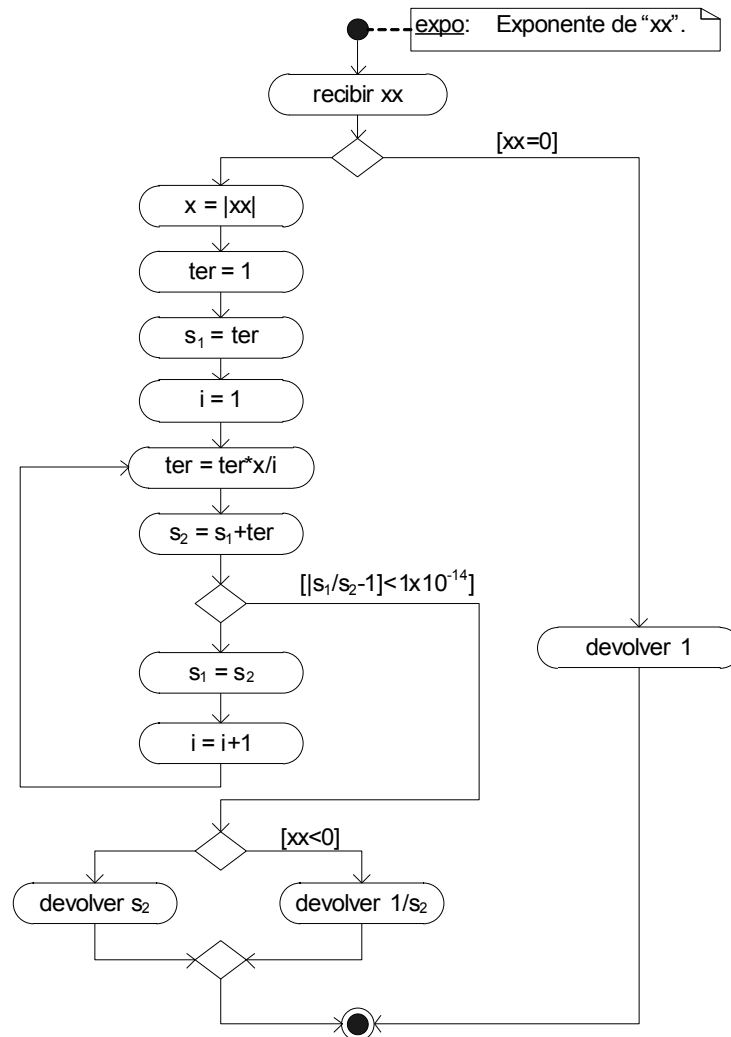 expo: Exponente de “xx”.
recibir xx
[xx=0]
x = |xx|
ter = 1
s₁ = ter
i = 1
ter = ter*x/i
s₂ = s₁+ter
[|s₁/s₂-1]<1x10⁻¹⁴]
devolver 1
s₁ = s₂
i = i+1
[xx<0]
devolver s₂
devolver 1/s₂